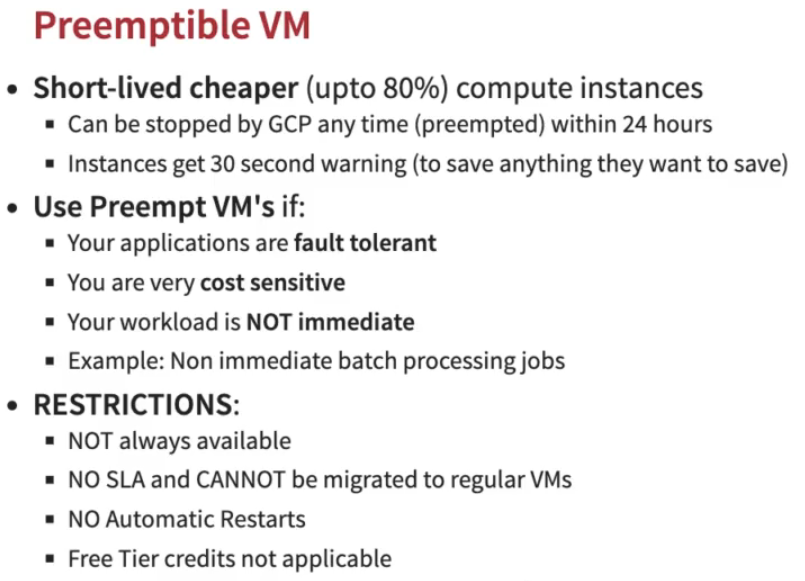 Preemptible VM
• Short-lived cheaper (upto 80%) compute instances
▪ Can be stopped by GCP any time (preempted) within 24 hours
▪ Instances get 30 second warning (to save anything they want to save)
• Use Preempt VM's if:
▪ Your applications are fault tolerant
▪ You are very cost sensitive
▪ Your workload is NOT immediate
▪ Example: Non immediate batch processing jobs
• RESTRICTIONS:
▪ NOT always available
▪ NO SLA and CANNOT be migrated to regular VMs
▪ NO Automatic Restarts
▪ Free Tier credits not applicable